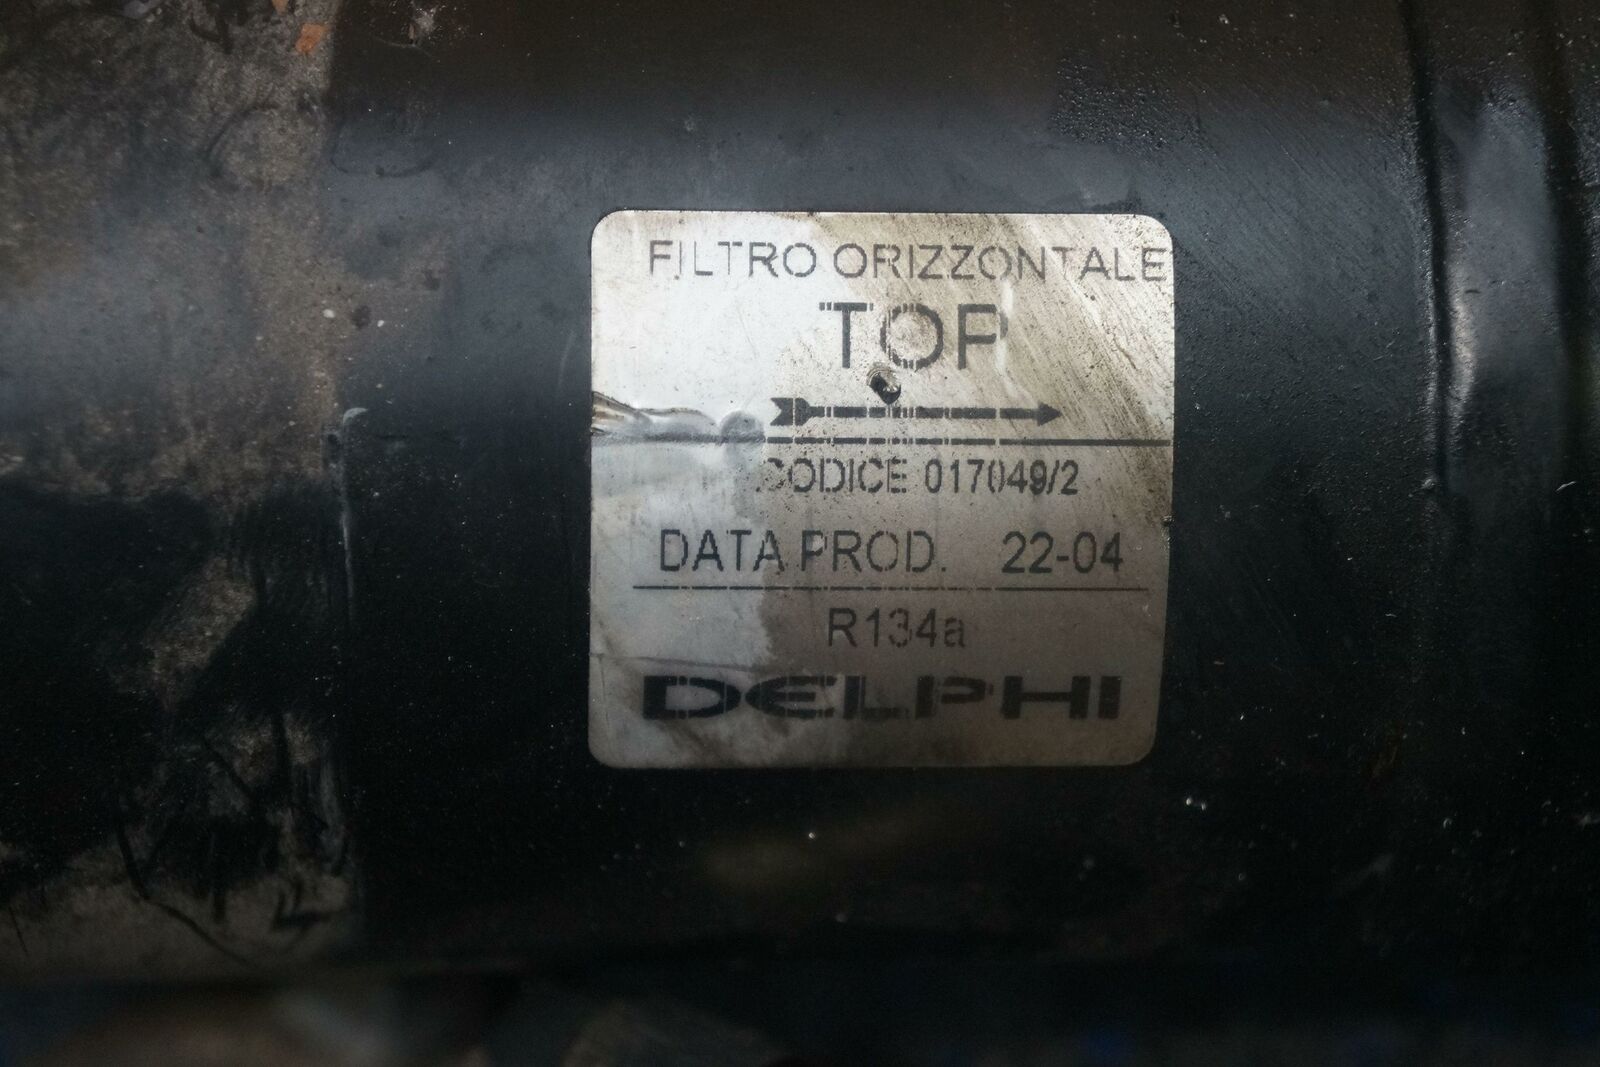 FILTRO ORIZZONTALE
TOP
CODICE 017049/2
DATA PROD. 22-04
R134a
DELPHI